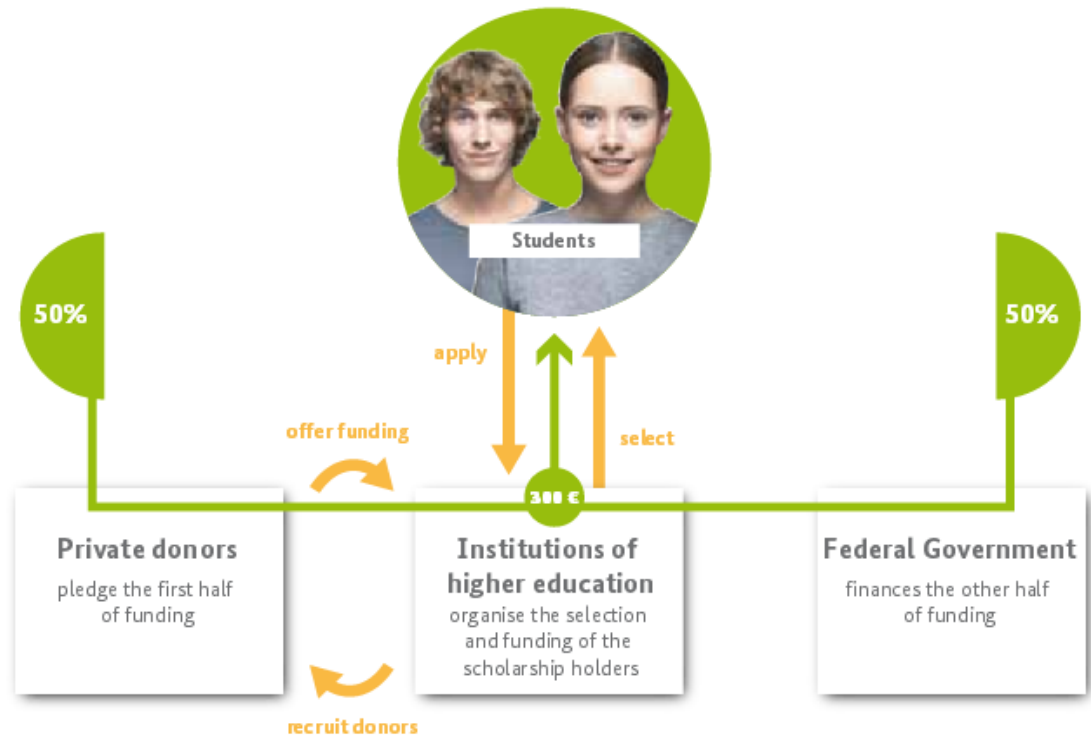 Students
50%
50%
apply
offer funding
select
300 €
Private donors
pledge the first half
of funding
Institutions of
higher education
organise the selection
and funding of the
scholarship holders
Federal Government
finances the other half
of funding
recruit donors